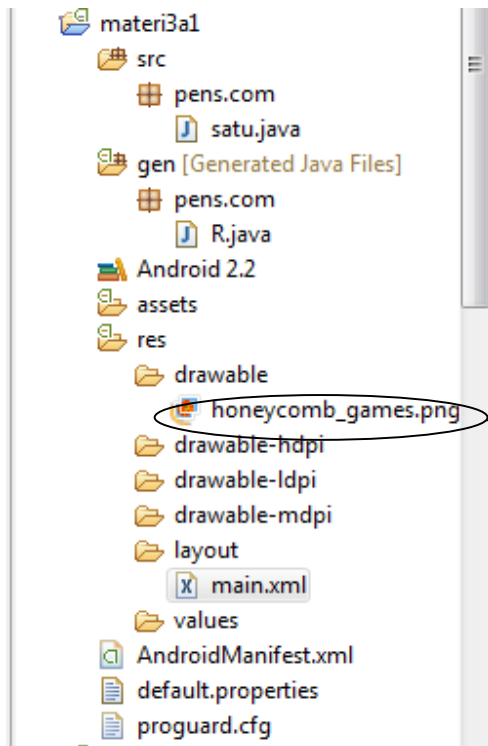 materi3a1
src
pens.com
satu.java
gen [Generated Java Files]
pens.com
R.java
Android 2.2
assets
res
drawable
honeycomb_games.png
drawable-hdpi
drawable-ldpi
drawable-mdpi
layout
main.xml
values
AndroidManifest.xml
default.properties
proguard.cfg